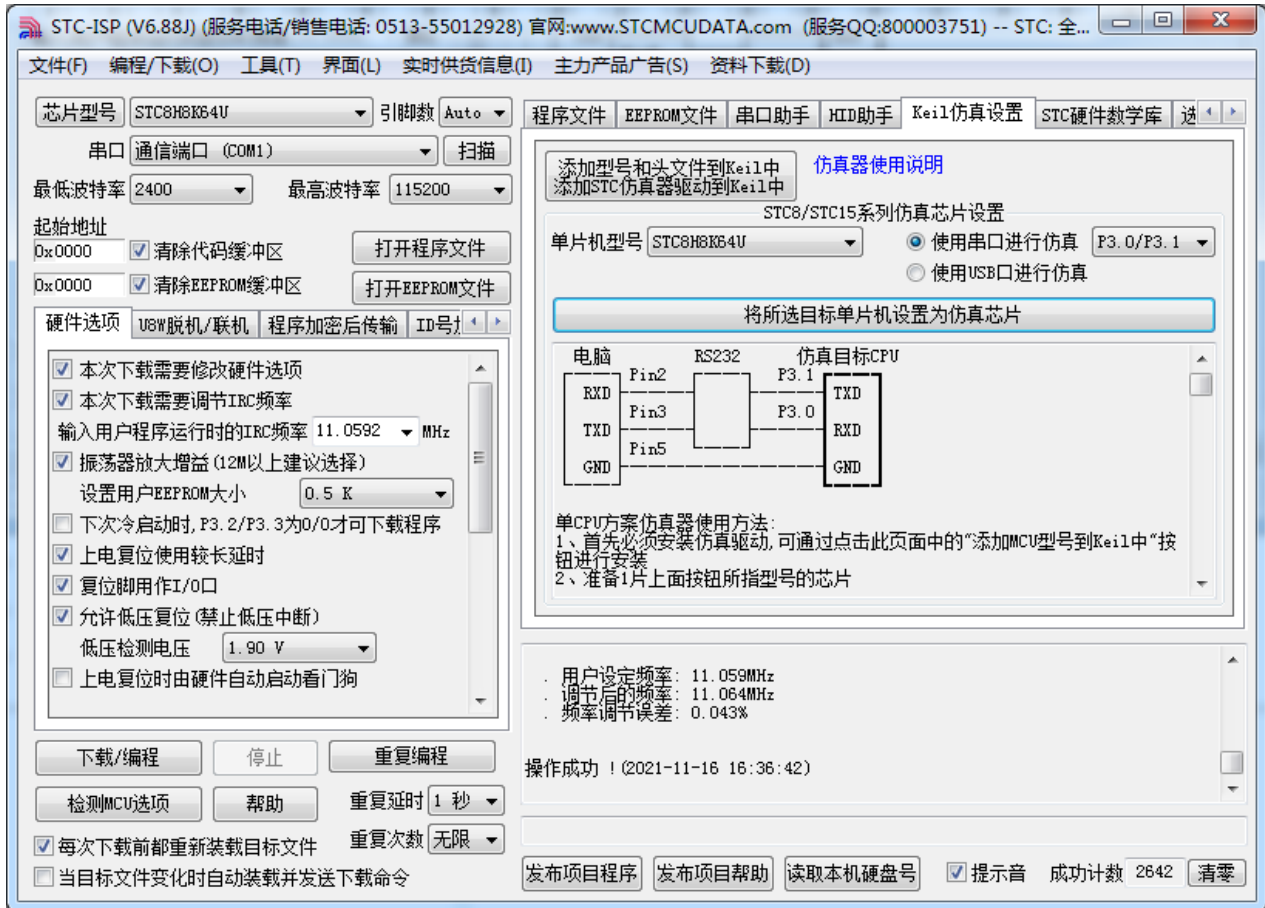 STC-ISP (V6.88J) (服务电话/销售电话: 0513-55012928) 官网:www.STCMCUDATA.com (服务QQ:800003751) -- STC: 全...
文件(F) 编程/下载(O) 工具(T) 界面(L) 实时供货信息(I) 主力产品广告(S) 资料下载(D)
芯片型号 STC8H8K64U 引脚数 Auto
串口 通信端口 (COM1) 扫描
最低波特率 2400 最高波特率 115200
起始地址
0x0000 清除代码缓冲区 打开程序文件
0x0000 清除EEPROM缓冲区 打开EEPROM文件
硬件选项 U8W脱机/联机 程序加密后传输 ID号
本次下载需要修改硬件选项
本次下载需要调节IRC频率
输入用户程序运行时的IRC频率 11.0592 MHz
振荡器放大增益(12M以上建议选择)
设置用户EEPROM大小 0.5 K
下次冷启动时,P3.2/P3.3为0/0才可下载程序
上电复位使用较长延时
复位脚用作I/O口
允许低压复位(禁止低压中断)
低压检测电压 1.90 V
上电复位时由硬件自动启动看门狗
下载/编程 停止 重复编程
检测MCU选项 帮助 重复延时 1 秒
每次下载前都重新装载目标文件 重复次数 无限
当目标文件变化时自动装载并发送下载命令
程序文件 EEPROM文件 串口助手 HID助手 Keil仿真设置 STC硬件数学库 选
添加型号和头文件到Keil中 仿真器使用说明
添加STC仿真器驱动到Keil中
STC8/STC15系列仿真芯片设置
单片机型号 STC8H8K64U 使用串口进行仿真 P3.0/P3.1
使用USB口进行仿真
将所选目标单片机设置为仿真芯片
电脑 RS232 仿真目标CPU
Pin2 P3.1
RXD TXD
Pin3 P3.0
TXD RXD
Pin5
GND GND
单CPU方案仿真器使用方法:
1、首先必须安装仿真驱动,可通过点击此页面中的"添加MCU型号到Keil中"按
钮进行安装
2、准备1片上面按钮所指型号的芯片
. 用户设定频率: 11.059MHz
. 调节后的频率: 11.064MHz
. 频率调节误差: 0.043%
操作成功 !(2021-11-16 16:36:42)
发布项目程序 发布项目帮助 读取本机硬盘号 提示音 成功计数 2642 清零